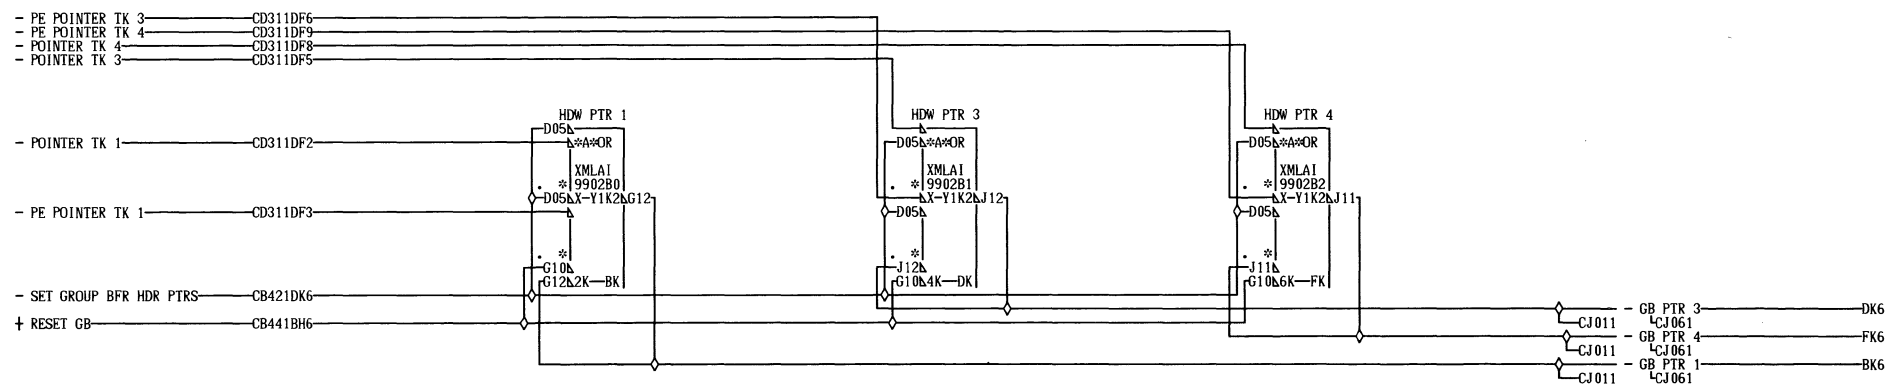 - PE POINTER TK 3 CD311DF6
- PE POINTER TK 4 CD311DF9
- POINTER TK 4 CD311DF8
- POINTER TK 3 CD311DF5
HDW PTR 1 HDW PTR 3 HDW PTR 4
D05
- POINTER TK 1 CD311DF2 *A*OR D05 *A*OR D05 *A*OR
XMLAI XMLAI XMLAI
* 9902B0 * 9902B1 * 9902B2
D05 X-Y1K2 G12 X-Y1K2 J12 X-Y1K2 J11
- PE POINTER TK 1 CD311DF3 D05 D05
* * *
G10 J12 J11
G12 2K BK G10 4K DK G10 6K FK
- SET GROUP BFR HDR PTRS CB421DK6
- GB PTR 3 DK6
+ RESET GB CB441BH6 CJ011 CJ061
- GB PTR 4 FK6
CJ011 CJ061
- GB PTR 1 BK6
CJ011 CJ061